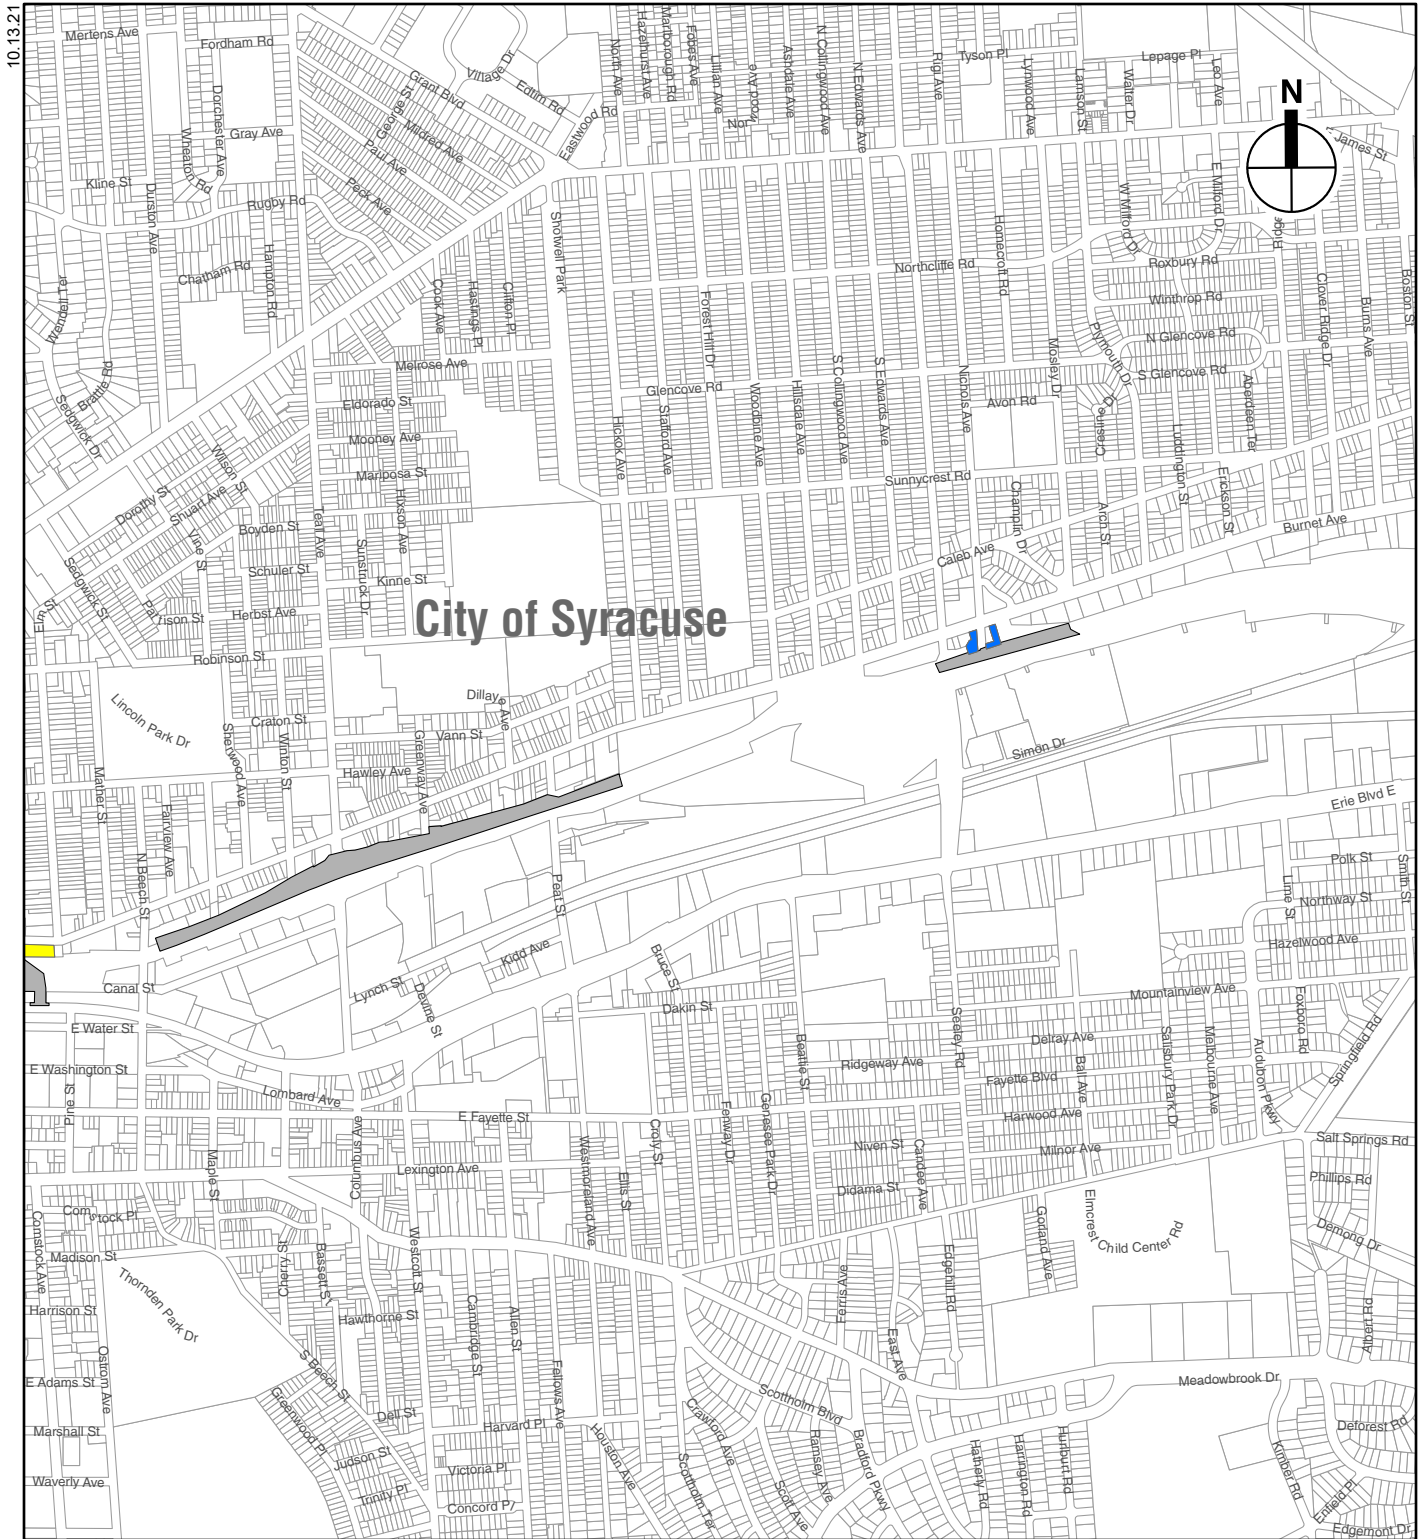 10.13.21
Mertens Ave
Fordham Rd
Village Dr
Grant Blvd
Edtim Rd
Eastwood Rd
George St
Mildred Ave
Paul Ave
Peck Ave
North Ave
Hazelhurst Ave
Marlborough Rd
Fobes Ave
Lillian Ave
Wood Ave
Nor
Ashdale Ave
N Collingwood Ave
N Edwards Ave
Rigi Ave
Tyson Pl
Lynwood Ave
Lamson St
Walter Dr
Lepage Pl
Leo Ave
N
James St
Dorchester Ave
Gray Ave
Wheaton Rd
Kline St
Durston Ave
Rugby Rd
Hampton Rd
Chatham Rd
Wendell Ter
Brattle Rd
Sedgwick Dr
Shotwell Park
Cook Ave
Hastings Pl
Clifton Pl
Forest Hill Dr
Northcliffe Rd
Homecroft Rd
W Milford Dr
E Milford Dr
Ridge
Roxbury Rd
Winthrop Rd
N Glencove Rd
S Glencove Rd
Plymouth Dr
Clover Ridge Dr
Burns Ave
Boston St
Melrose Ave
Eldorado St
Mooney Ave
Mariposa St
Hixson Ave
Glencove Rd
Hickok Ave
Stafford Ave
Woodbine Ave
Hillsdale Ave
S Collingwood Ave
S Edwards Ave
Nichols Ave
Avon Rd
Mosley Dr
Cresline Dr
Luddington St
Aberdeen Ter
Erickson St
Sunnycrest Rd
Champlin Dr
Arch St
Burnet Ave
Caleb Ave
Wilson St
Dorothy St
Shuart Ave
Vine St
Boyden St
Teall Ave
Schuler St
Sunstruck Dr
Kinne St
Sedgwick St
Elm St
Pattison St
Herbst Ave
Robinson St
City of Syracuse
Lincoln Park Dr
Dillaye Ave
Craton St
Vann St
Sherwood Ave
Winton St
Hawley Ave
Greenway Ave
Mather St
Fairview Ave
N Beech St
Simon Dr
Erie Blvd E
Polk St
Smith St
Lime St
Northway St
Hazelwood Ave
Peat St
Kidd Ave
Bruce St
Lynch St
Devine St
Canal St
Dakin St
Mountainview Ave
Foxboro Rd
E Water St
Seeley Rd
Delray Ave
Salisbury Park Dr
Melbourne Ave
Audubon Pkwy
Springfield Rd
Beattie St
Ridgeway Ave
Ball Ave
Fayette Blvd
E Washington St
Pine St
Lombard Ave
E Fayette St
Harwood Ave
Croly St
Fenway Dr
Genesee Park Dr
Niven St
Candee Ave
Milnor Ave
Salt Springs Rd
Columbus Ave
Westmoreland Ave
Ellis St
Lexington Ave
Maple St
Didama St
Phillips Rd
Elmcrest Child Center Rd
Gorland Ave
Demong Dr
Comstock Pl
Comstock Ave
Madison St
Thornden Park Dr
Cherry St
Bassett St
Westcott St
Edgehill Rd
Harrison St
Hawthorne St
Cambridge St
Allen St
Ferris Ave
East Ave
Albert Rd
Ostrom Ave
S Beech St
Fellows Ave
E Adams St
Meadowbrook Dr
Scottholm Blvd
Greenwood Pl
Dell St
Harvard Pl
Marshall St
Houston Ave
Crawford Ave
Deforest Rd
Judson St
Ramsey Ave
Bradford Pkwy
Hatherly Rd
Harrington Rd
Hurlburt Rd
Kimber Rd
Victoria Pl
Waverly Ave
Trinity Pl
Scottholm Ter
Scott Ave
Enfield Pl
Concord Pl
Edgemont Dr